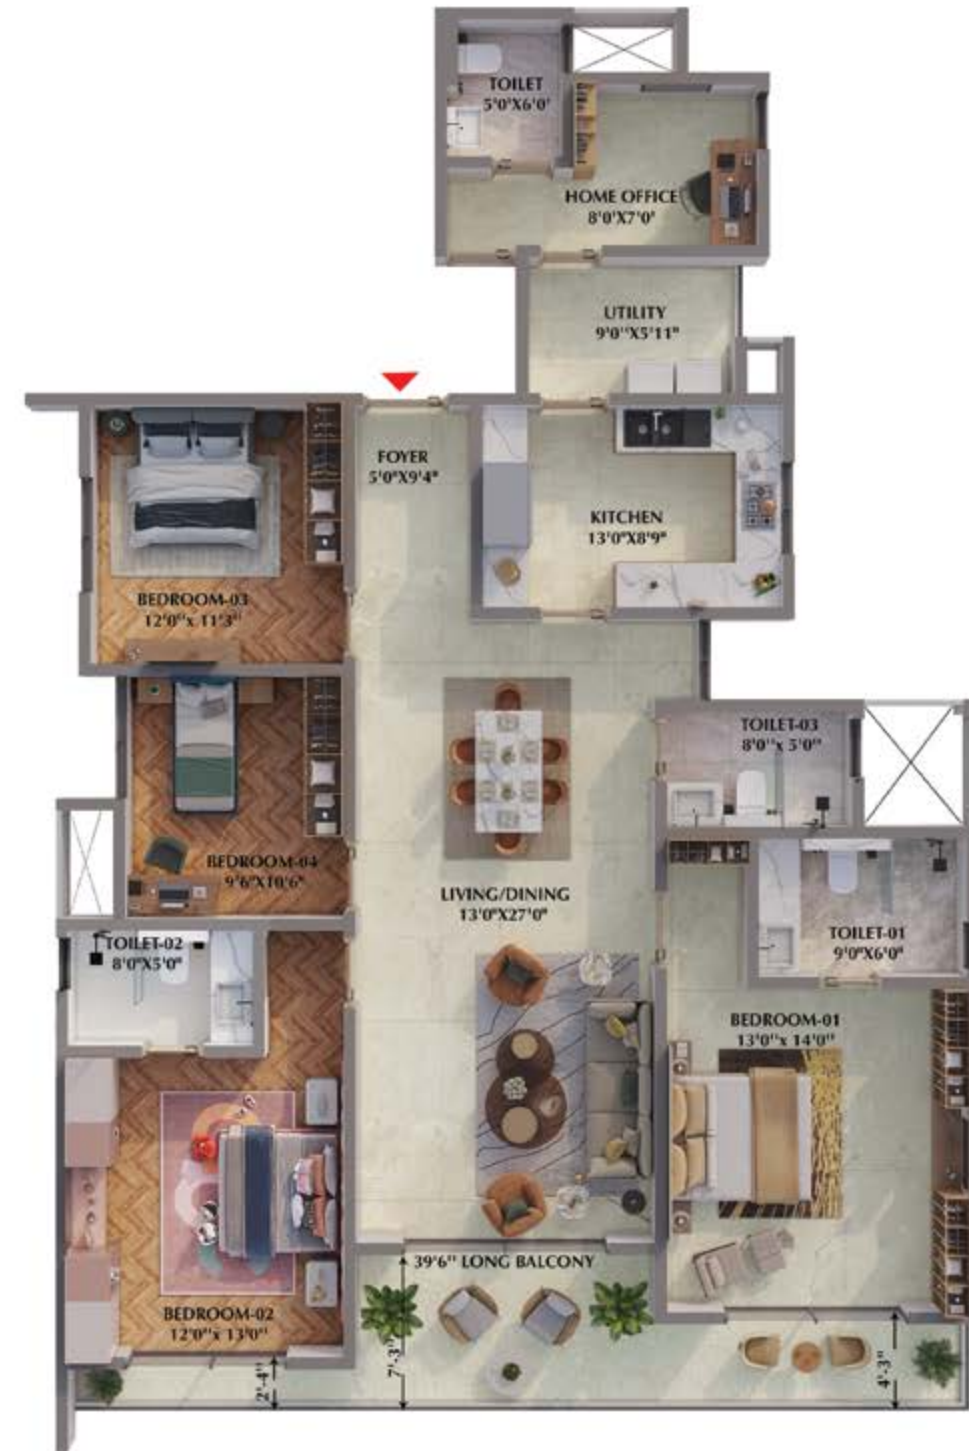 TOILET
5'0'X6'0'
HOME OFFICE
8'0'X7'0'
UTILITY
9'0''X5'11"
FOYER
5'0"X9'4"
KITCHEN
13'0"X8'9"
BEDROOM-03
12'0''x 11'3''
TOILET-03
8'0''x 5'0''
BEDROOM-04
9'6"X10'6"
LIVING/DINING
13'0"X27'0"
TOILET-02
8'0"X5'0"
TOILET-01
9'0"X6'0"
BEDROOM-01
13'0''x 14'0''
39'6'' LONG BALCONY
BEDROOM-02
12'0''x 13'0''
2'-4''
7'-3''
4'-3''